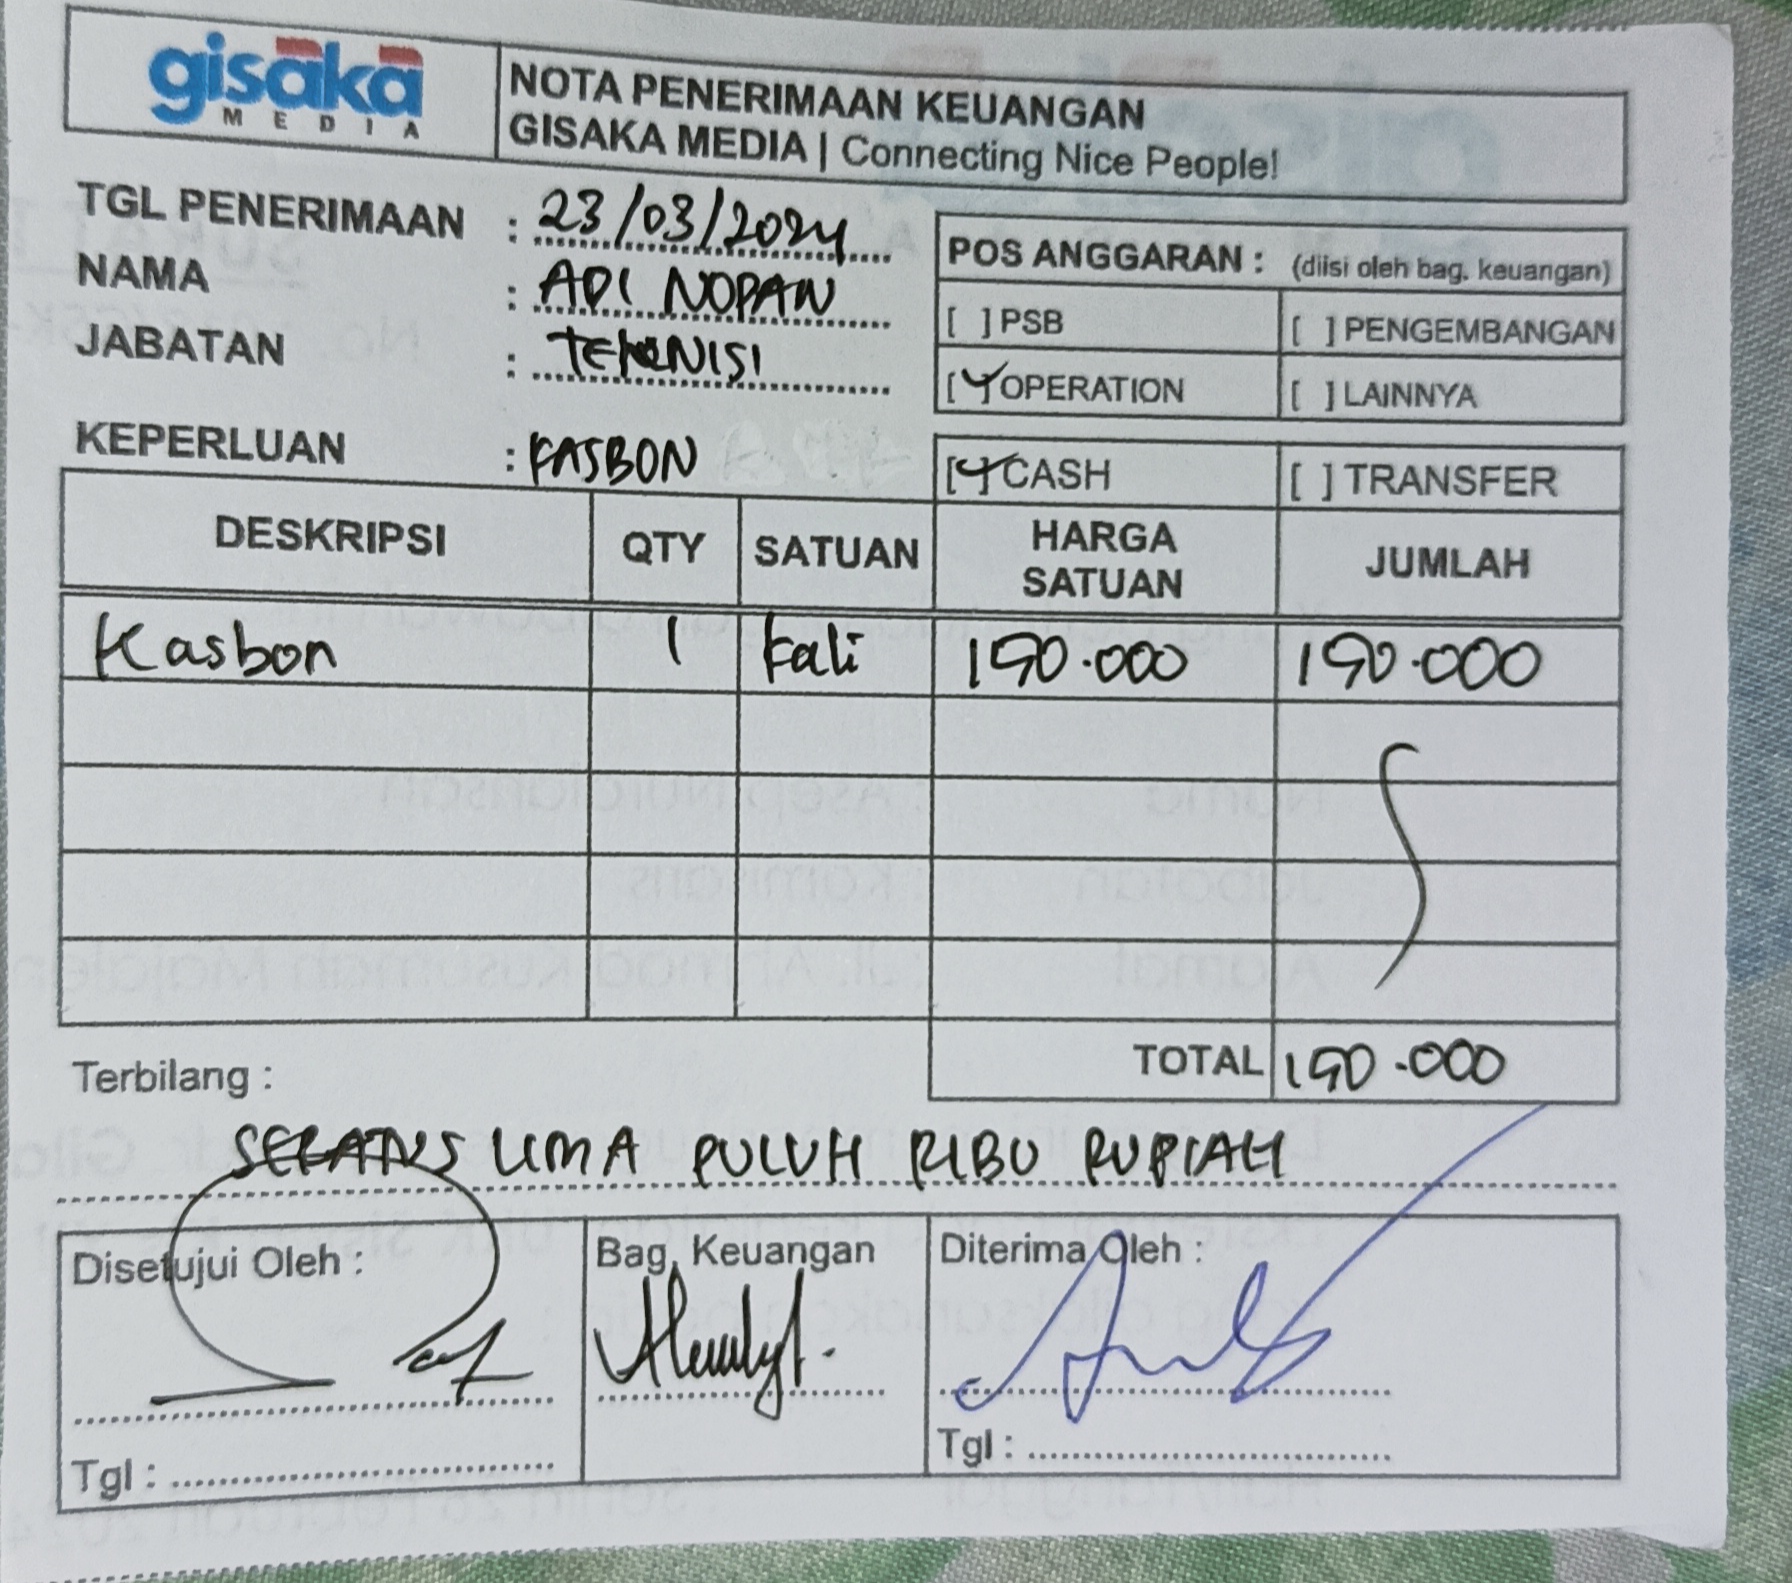 gisaka
MEDIA
NOTA PENERIMAAN KEUANGAN
GISAKA MEDIA | Connecting Nice People!
TGL PENERIMAAN : 23/03/2024
NAMA : ADI NOPAN
JABATAN : TEKNISI
KEPERLUAN : KASBON
POS ANGGARAN : (diisi oleh bag. keuangan)
[ ] PSB [ ] PENGEMBANGAN
[✓] OPERATION [ ] LAINNYA
[✓] CASH [ ] TRANSFER
DESKRIPSI QTY SATUAN HARGA SATUAN JUMLAH
Kasbon 1 kali 150.000 150.000
TOTAL 150.000
Terbilang :
SERATUS LIMA PULUH RIBU RUPIAH
Disetujui Oleh : Bag. Keuangan Diterima Oleh :
Tgl : Tgl :